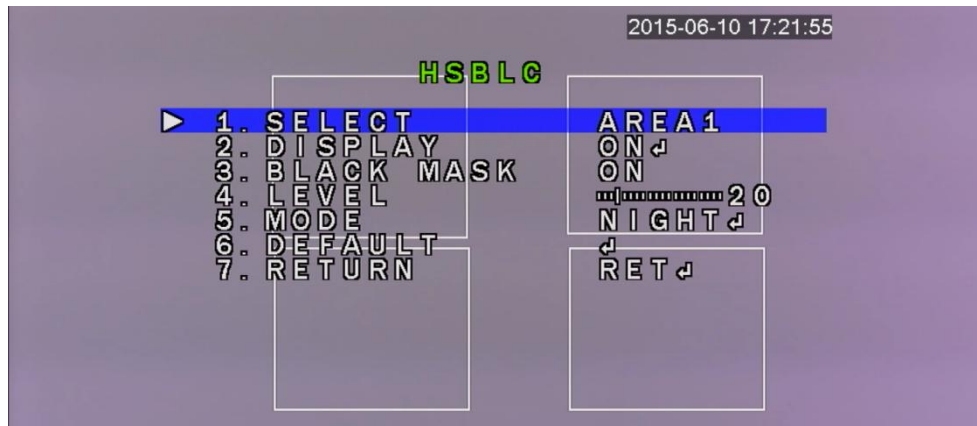 2015-06-10 17:21:55
HSBLC
1. SELECT AREA1
2. DISPLAY ON↲
3. BLACK MASK ON
4. LEVEL 20
5. MODE NIGHT↲
6. DEFAULT ↲
7. RETURN RET↲